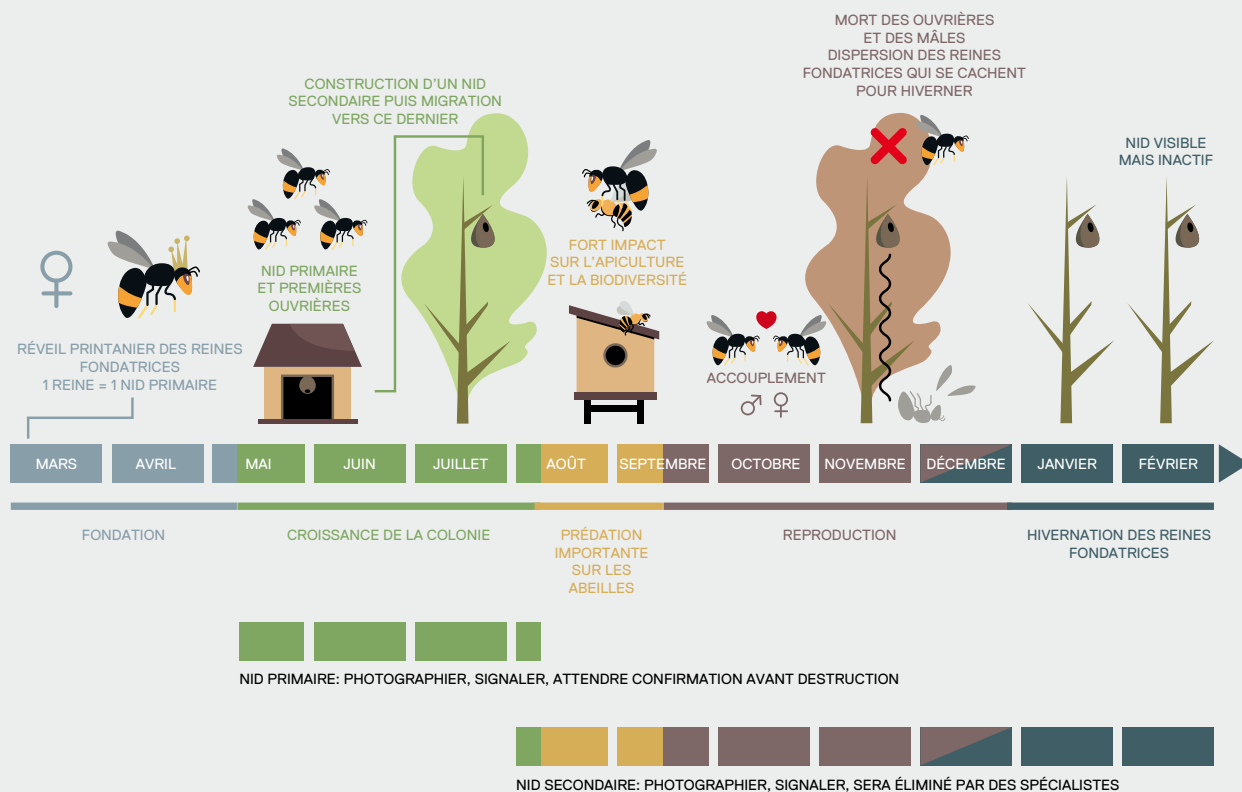 MORT DES OUVRIÈRES
ET DES MÂLES
DISPERSION DES REINES
FONDATRICES QUI SE CACHENT
POUR HIVERNER
CONSTRUCTION D'UN NID
SECONDAIRE PUIS MIGRATION
VERS CE DERNIER
NID VISIBLE
MAIS INACTIF
FORT IMPACT
SUR L'APICULTURE
ET LA BIODIVERSITÉ
NID PRIMAIRE
ET PREMIÈRES
OUVRIÈRES
RÉVEIL PRINTANIER DES REINES
FONDATRICES
1 REINE = 1 NID PRIMAIRE
ACCOUPLEMENT
♂ ♀
MARS AVRIL MAI JUIN JUILLET AOÛT SEPTEMBRE OCTOBRE NOVEMBRE DÉCEMBRE JANVIER FÉVRIER
FONDATION
CROISSANCE DE LA COLONIE
PRÉDATION
IMPORTANTE
SUR LES
ABEILLES
REPRODUCTION
HIVERNATION DES REINES
FONDATRICES
NID PRIMAIRE: PHOTOGRAPHIER, SIGNALER, ATTENDRE CONFIRMATION AVANT DESTRUCTION
NID SECONDAIRE: PHOTOGRAPHIER, SIGNALER, SERA ÉLIMINÉ PAR DES SPÉCIALISTES